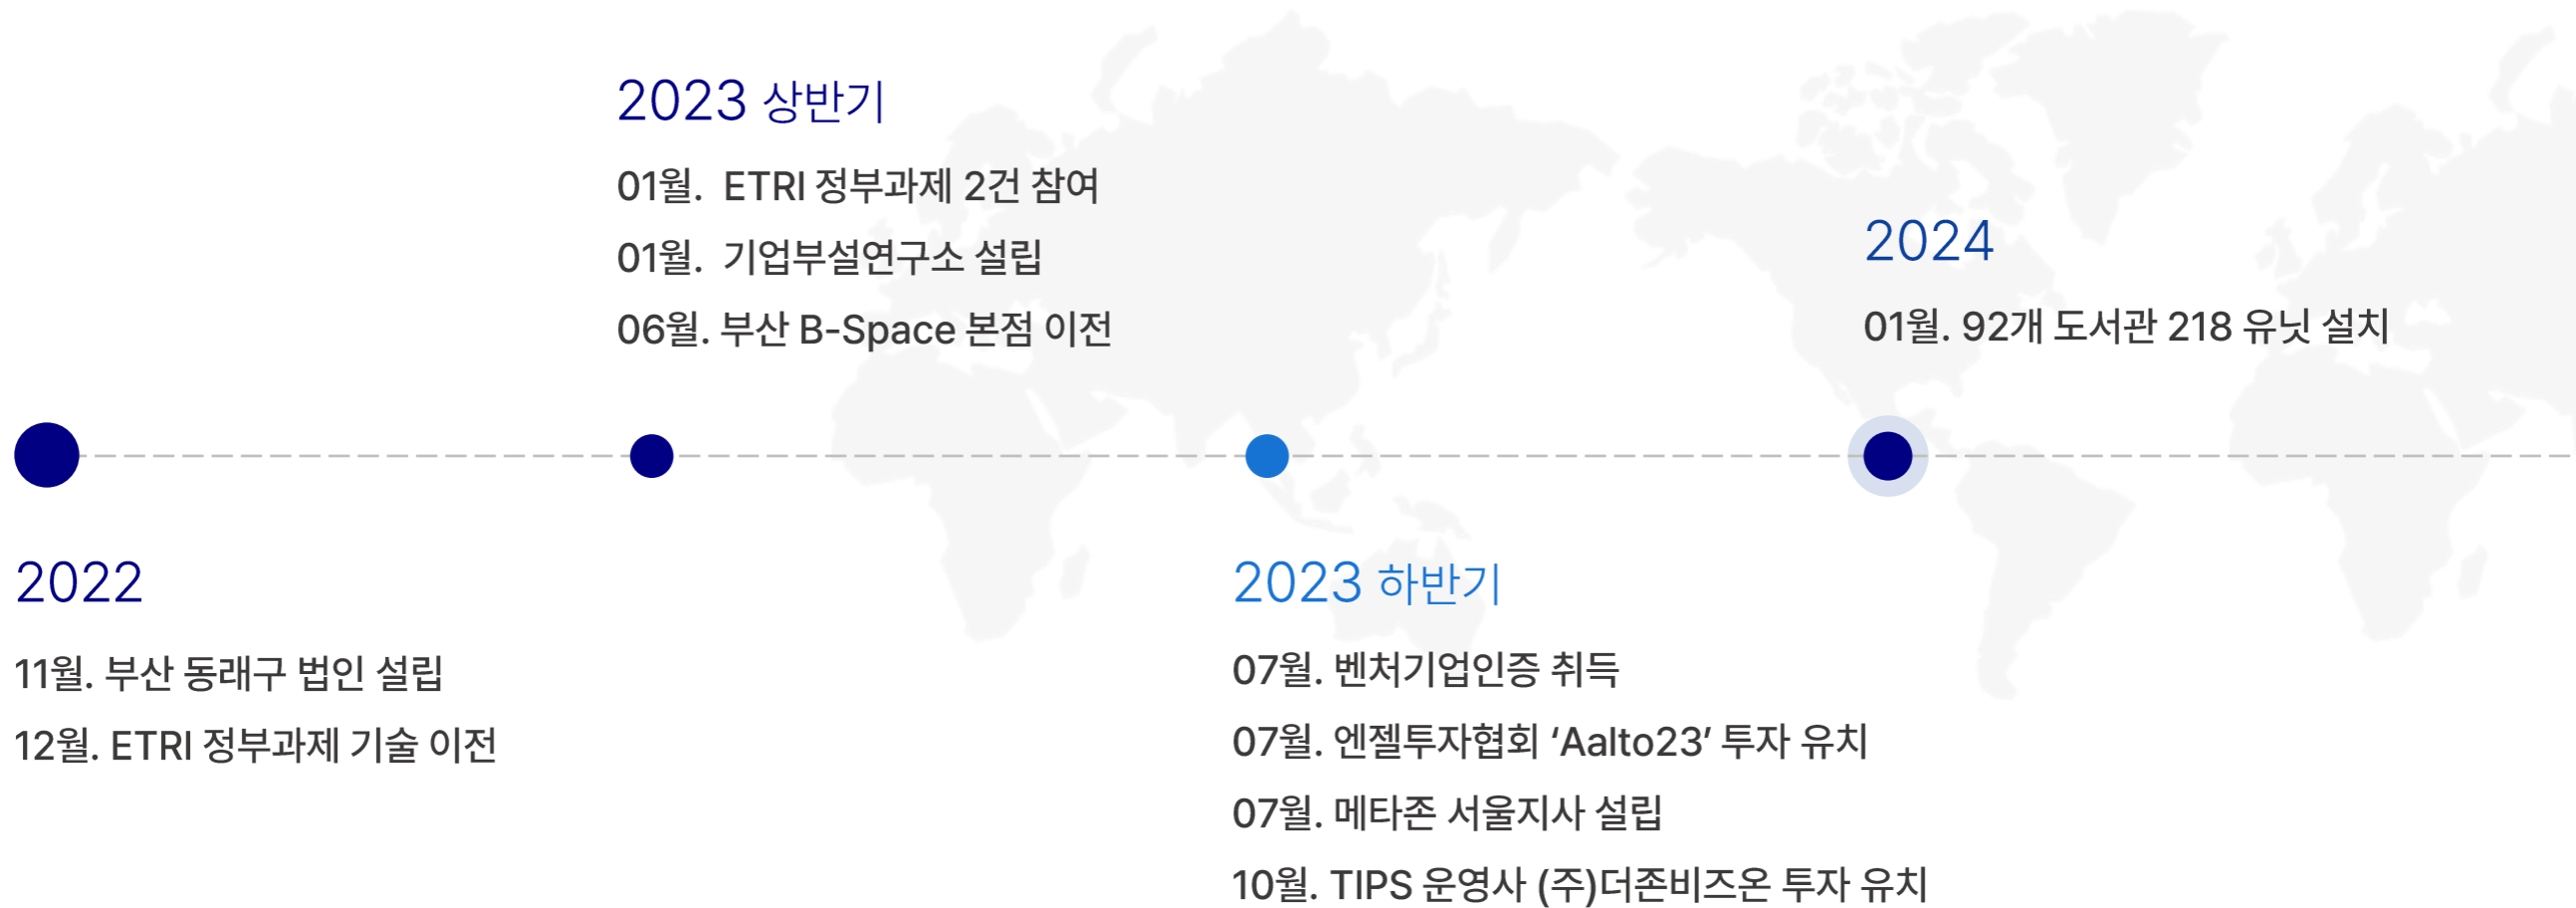 2022
11월. 부산 동래구 법인 설립
12월. ETRI 정부과제 기술 이전
2023 상반기
01월. ETRI 정부과제 2건 참여
01월. 기업부설연구소 설립
06월. 부산 B-Space 본점 이전
2023 하반기
07월. 벤처기업인증 취득
07월. 엔젤투자협회 ‘Aalto23’ 투자 유치
07월. 메타존 서울지사 설립
10월. TIPS 운영사 (주)더존비즈온 투자 유치
2024
01월. 92개 도서관 218 유닛 설치